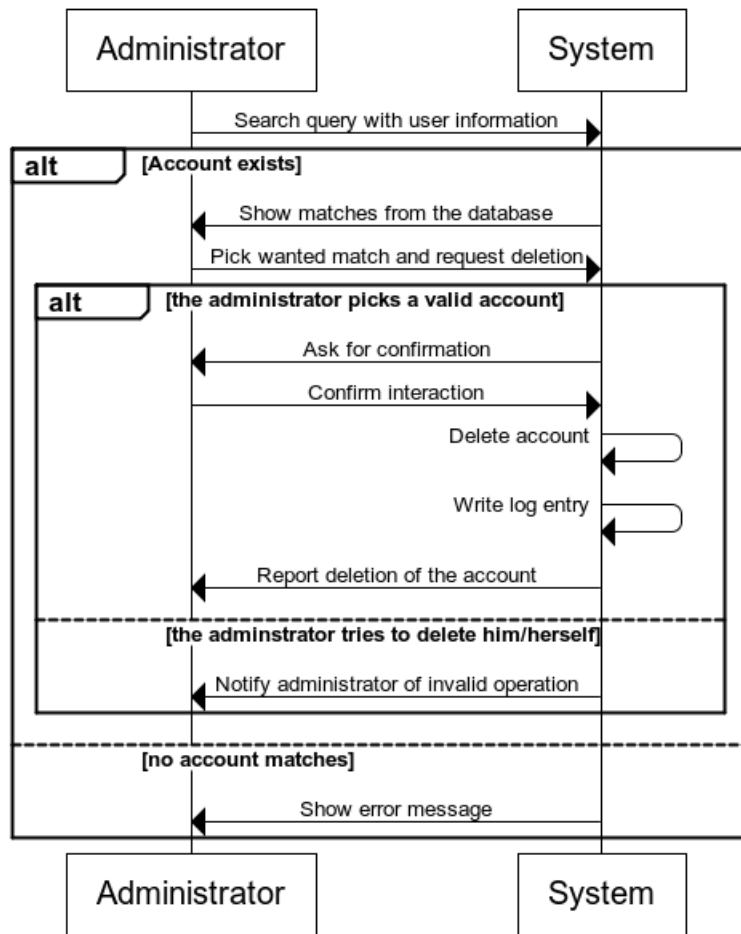 Administrator
System
Search query with user information
alt
[Account exists]
Show matches from the database
Pick wanted match and request deletion
alt
[the administrator picks a valid account]
Ask for confirmation
Confirm interaction
Delete account
Write log entry
Report deletion of the account
[the adminstrator tries to delete him/herself]
Notify administrator of invalid operation
[no account matches]
Show error message
Administrator
System